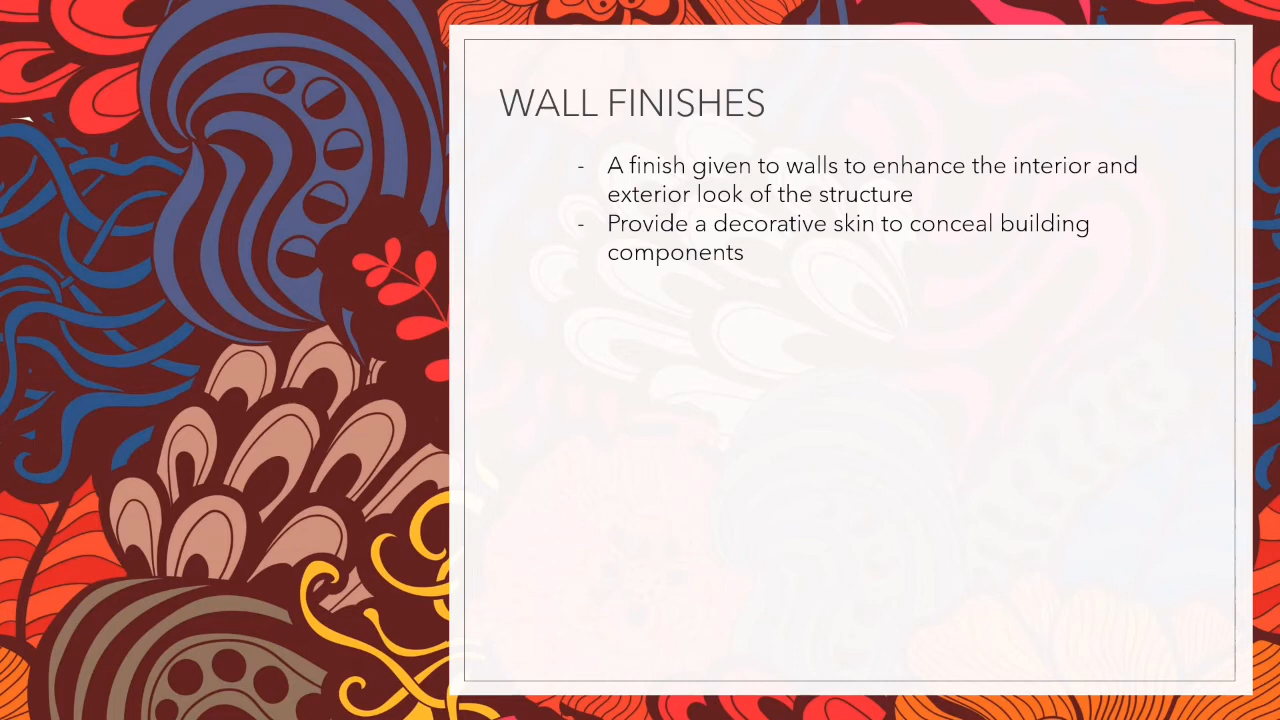 WALL FINISHES
- A finish given to walls to enhance the interior and
exterior look of the structure
- Provide a decorative skin to conceal building
components